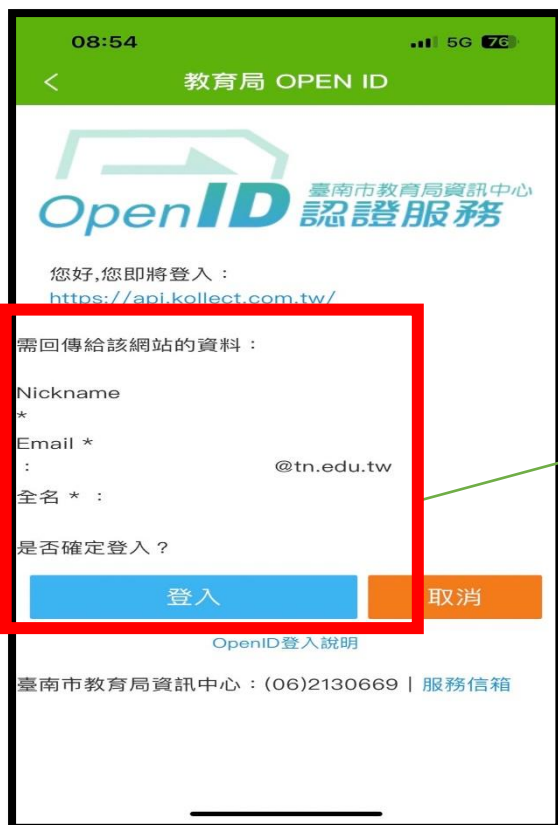 08:54
5G 76
教育局 OPEN ID
OpenID 臺南市教育局資訊中心
認證服務
您好,您即將登入：
https://api.kollect.com.tw/
需回傳給該網站的資料：
Nickname
*
Email *
： @tn.edu.tw
全名 * ：
是否確定登入？
登入 取消
OpenID登入說明
臺南市教育局資訊中心：(06)2130669 | 服務信箱